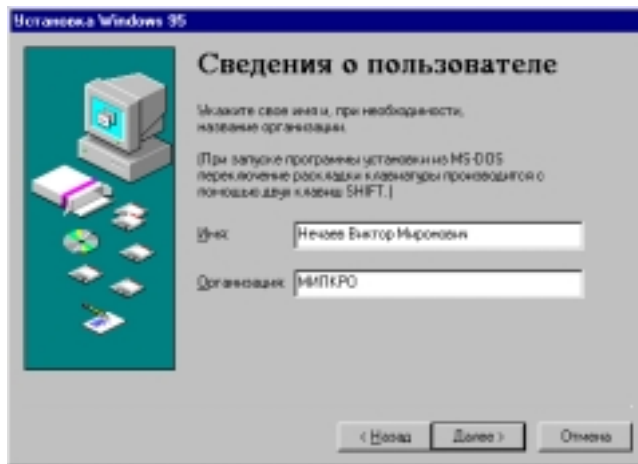 Установка Windows 95
Сведения о пользователе
Укажите свое имя и, при необходимости,
название организации.
(При запуске программы установки из MS-DOS
переключение раскладки клавиатуры производится с
помощью двух клавиш SHIFT.)
Имя: Нечаев Виктор Миронович
Организация: МИПКРО
< Назад Далее > Отмена